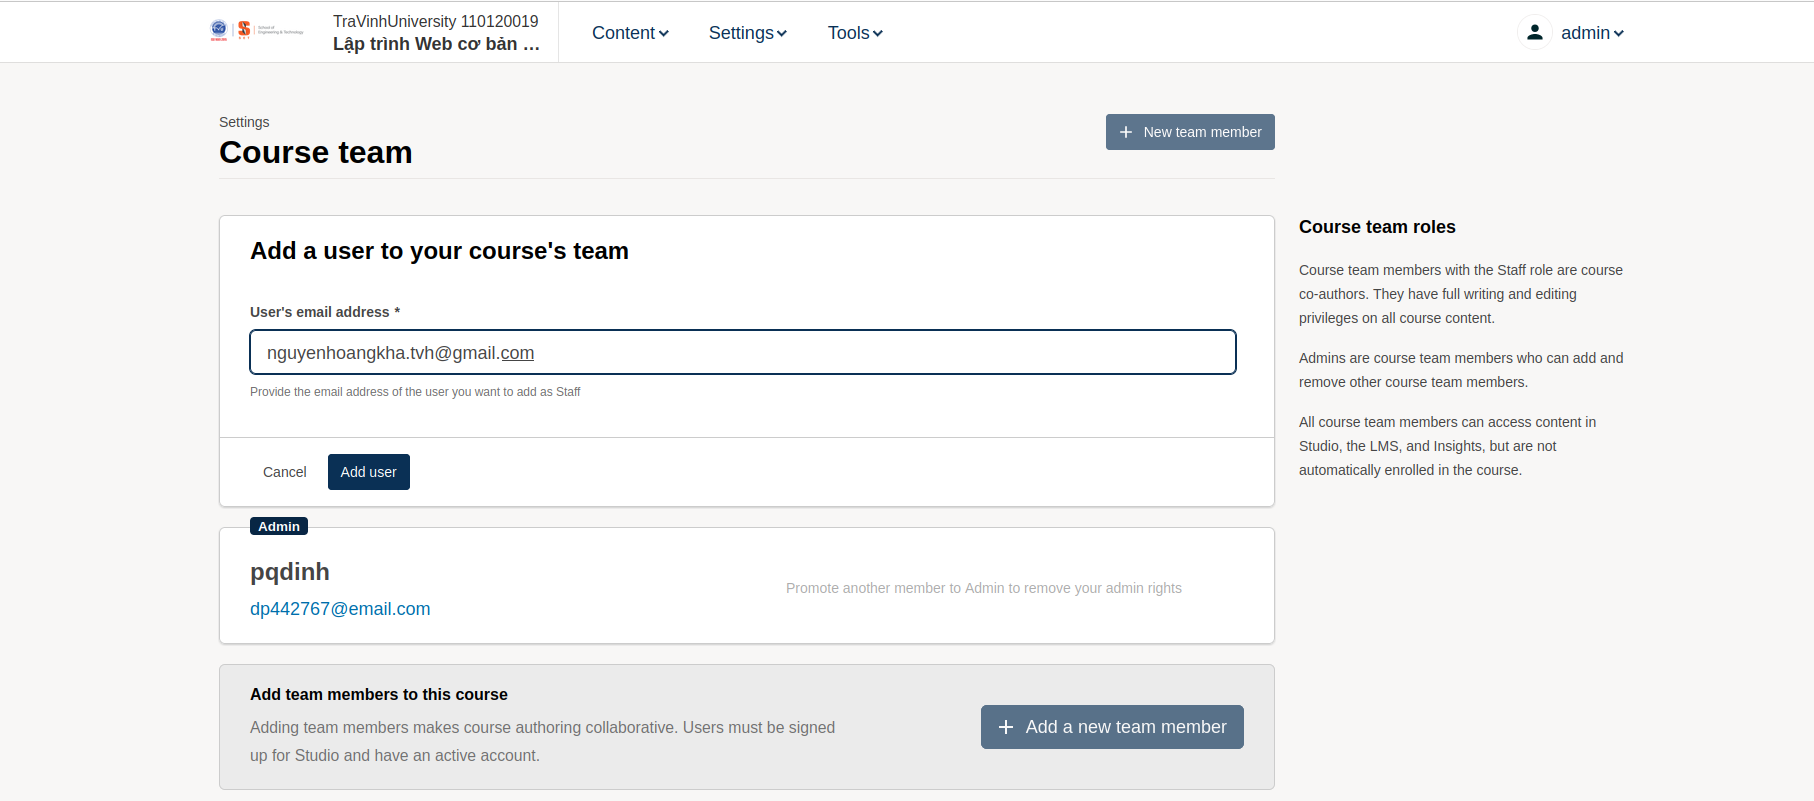 TraVinhUniversity 110120019
Lập trình Web cơ bản ...
Content
Settings
Tools
admin
School of
Engineering & Technology
Settings
Course team
New team member
Add a user to your course's team
User's email address *
nguyenhoangkha.tvh@gmail.com
Provide the email address of the user you want to add as Staff
Cancel
Add user
Admin
pqdinh
dp442767@email.com
Promote another member to Admin to remove your admin rights
Add team members to this course
Adding team members makes course authoring collaborative. Users must be signed
up for Studio and have an active account.
Add a new team member
Course team roles
Course team members with the Staff role are course
co-authors. They have full writing and editing
privileges on all course content.
Admins are course team members who can add and
remove other course team members.
All course team members can access content in
Studio, the LMS, and Insights, but are not
automatically enrolled in the course.